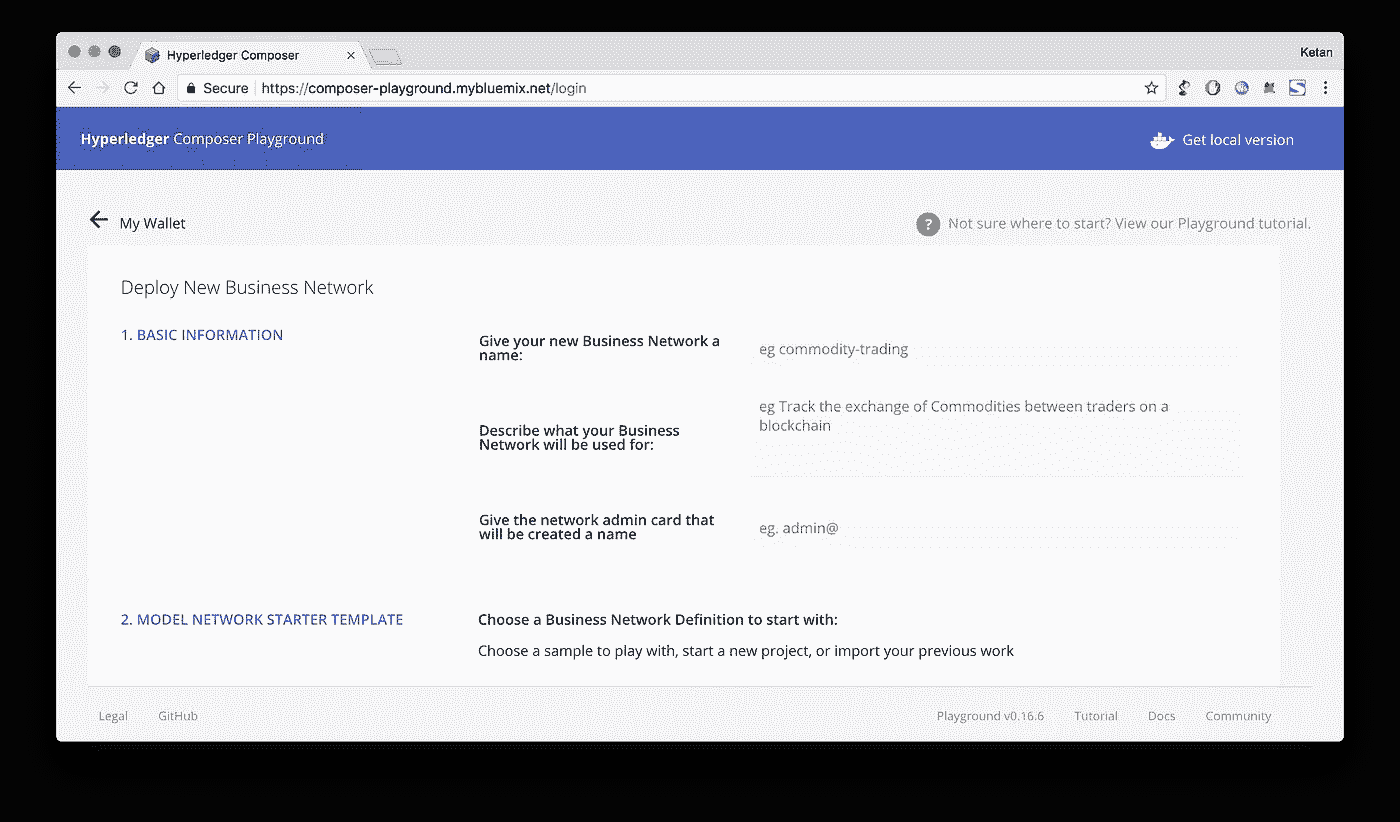 Hyperledger Composer
Ketan
Secure https://composer-playground.mybluemix.net/login
Hyperledger Composer Playground
Get local version
My Wallet
? Not sure where to start? View our Playground tutorial.
Deploy New Business Network
1. BASIC INFORMATION
Give your new Business Network a
name:
eg commodity-trading
Describe what your Business
Network will be used for:
eg Track the exchange of Commodities between traders on a
blockchain
Give the network admin card that
will be created a name
eg. admin@
2. MODEL NETWORK STARTER TEMPLATE
Choose a Business Network Definition to start with:
Choose a sample to play with, start a new project, or import your previous work
Legal GitHub Playground v0.16.6 Tutorial Docs Community